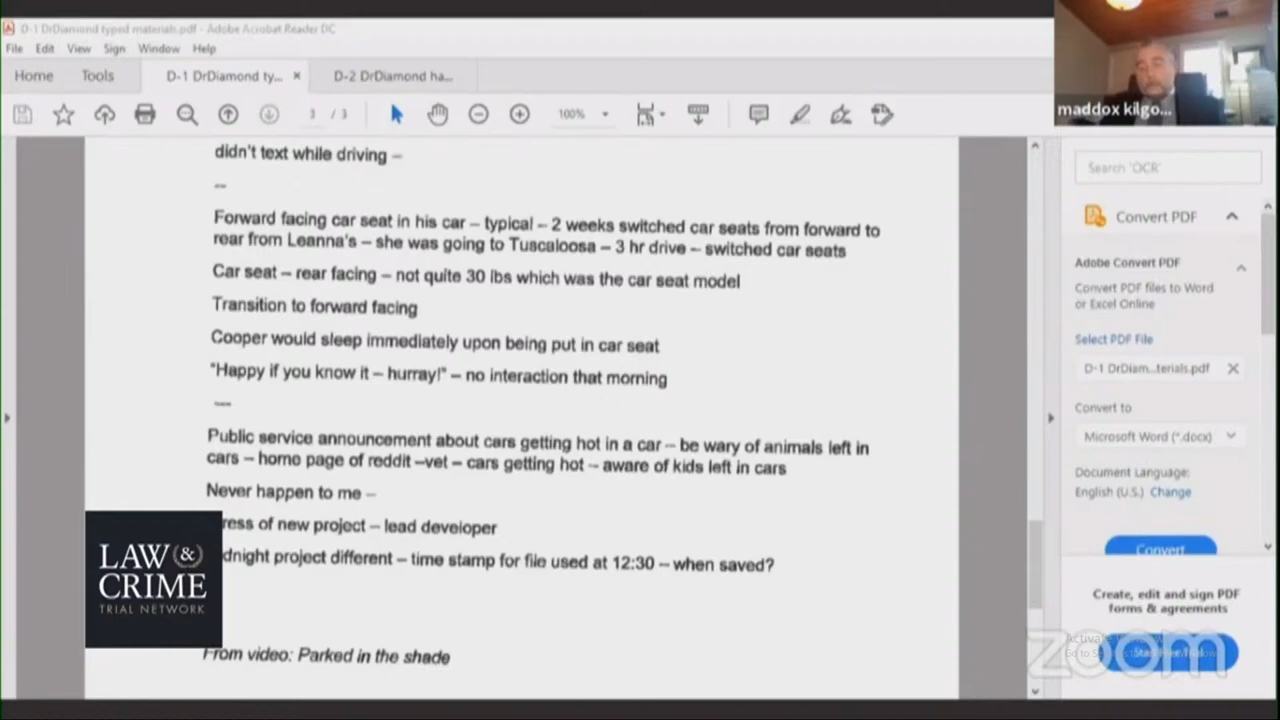 D-1 DrDiamond typed materials.pdf - Adobe Acrobat Reader DC
File Edit View Sign Window Help
Home Tools D-1 DrDiamond ty... × D-2 DrDiamond ha...
3 / 3 100%
maddox kilgo...
didn't text while driving –
--
Forward facing car seat in his car – typical – 2 weeks switched car seats from forward to
rear from Leanna's – she was going to Tuscaloosa – 3 hr drive – switched car seats
Car seat – rear facing – not quite 30 lbs which was the car seat model
Transition to forward facing
Cooper would sleep immediately upon being put in car seat
"Happy if you know it – hurray!" – no interaction that morning
---
Public service announcement about cars getting hot in a car – be wary of animals left in
cars – home page of reddit –vet – cars getting hot – aware of kids left in cars
Never happen to me –
ress of new project – lead developer
dnight project different – time stamp for file used at 12:30 – when saved?
From video: Parked in the shade
LAW &
CRIME
TRIAL NETWORK
Search 'OCR'
Convert PDF
Adobe Convert PDF
Convert PDF files to Word
or Excel Online
Select PDF File
D-1 DrDiam...terials.pdf ×
Convert to
Microsoft Word (*.docx)
Document Language:
English (U.S.) Change
Convert
Create, edit and sign PDF
forms & agreements
zoom